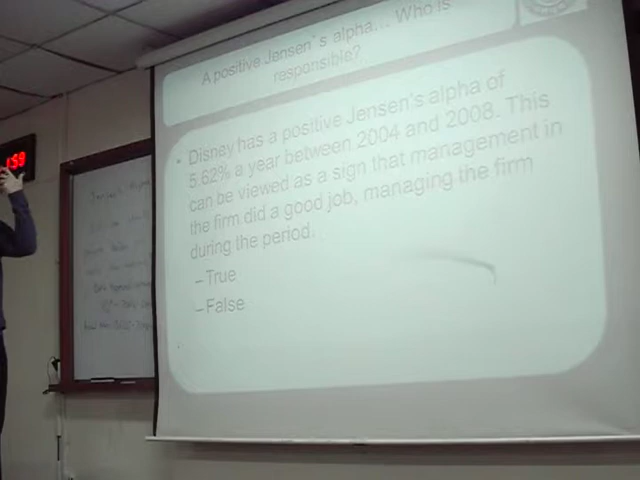 1:59
A positive Jensen's alpha... Who is
responsible?
• Disney has a positive Jensen's alpha of
5.62% a year between 2004 and 2008. This
can be viewed as a sign that management in
the firm did a good job, managing the firm
during the period.
–True
–False